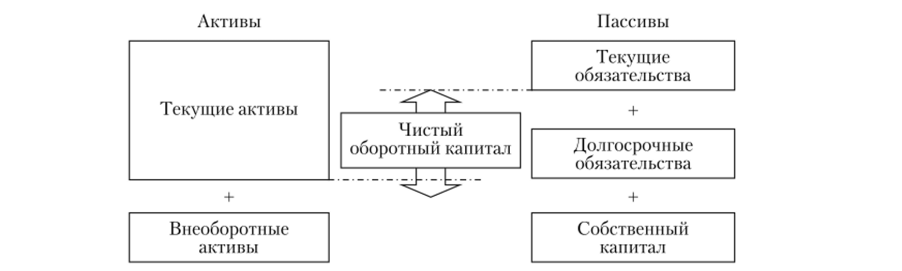 Активы
Пассивы
Текущие активы
+
Внеоборотные
активы
Чистый
оборотный капитал
Текущие
обязательства
+
Долгосрочные
обязательства
+
Собственный
капитал